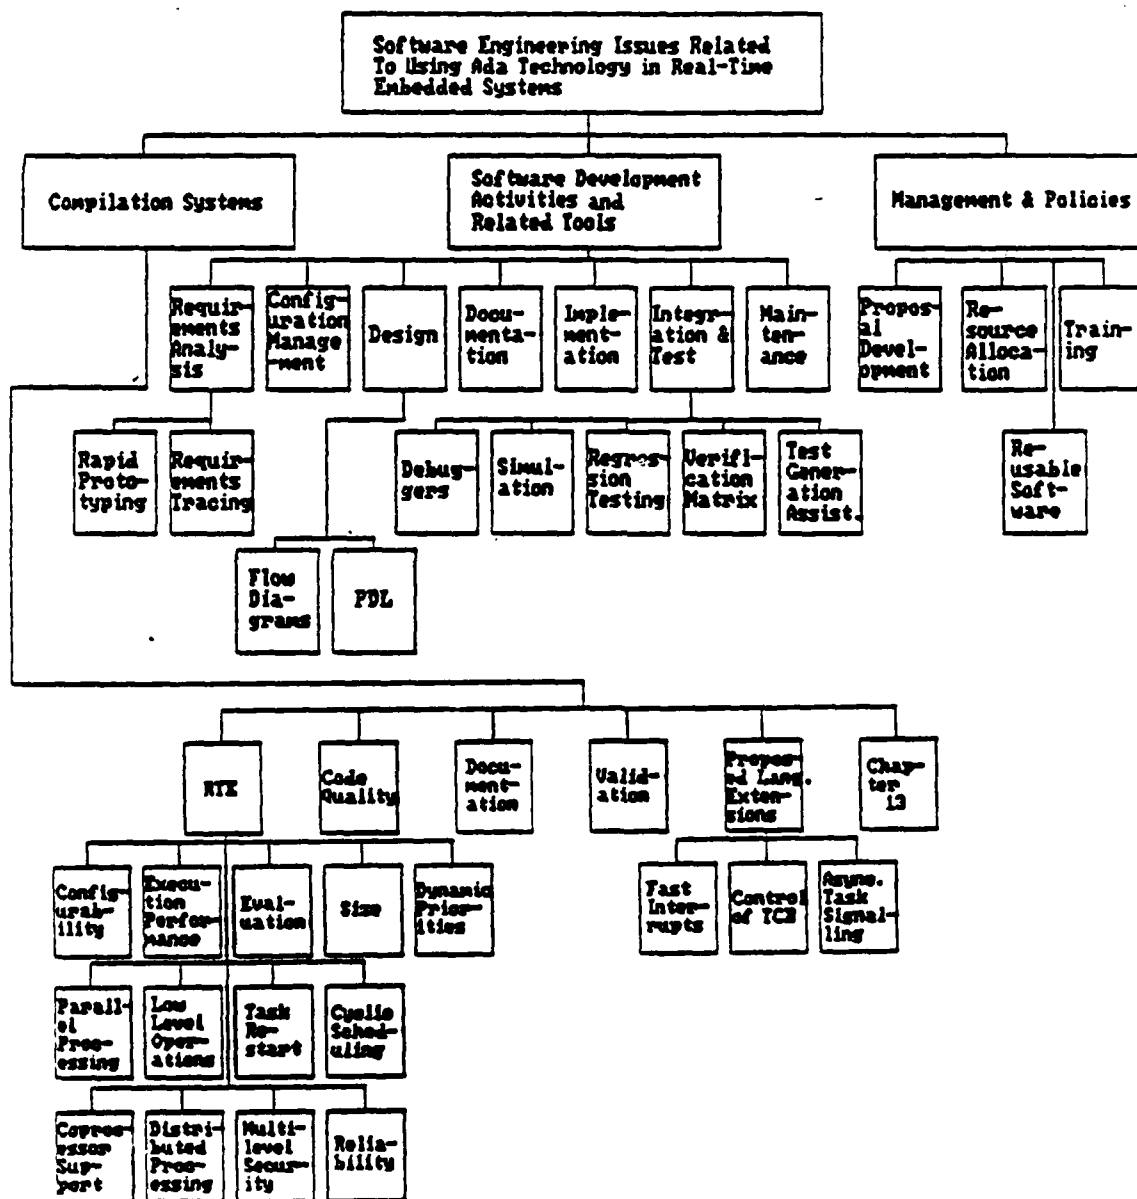 Software Engineering Issues Related
To Using Ada Technology in Real-Time
Embedded Systems
Compilation Systems
Software Development
Activities and
Related Tools
Management & Policies
Requir-
ements
Analy-
sis
Config-
uration
Manage
-ment
Design
Docu-
menta-
tion
Imple-
ment-
ation
Integr-
ation &
Test
Main-
ten-
ance
Propos-
al
Devel-
opment
Re-
source
Alloca-
tion
Train-
ing
Rapid
Proto-
typing
Requir-
ements
Tracing
Debug-
gers
Simul-
ation
Regres-
sion
Testing
Verifi-
cation
Matrix
Test
Gener-
ation
Assist.
Re-
usable
Soft-
ware
Flow
Dia-
grams
PDL
RTE
Code
Quality
Docu-
ment-
ation
Valid-
ation
Propos-
ed Lang.
Exten-
sions
Chap-
ter
13
Config-
urab-
ility
Execu-
tion
Perfor-
mance
Eval-
uation
Size
Dynamic
Prior-
ities
Fast
Inter-
rupts
Control
of TCB
Async.
Task
Signal-
ling
Parall-
el
Proc-
essing
Low
Level
Oper-
ations
Task
Re-
start
Cyclic
Sched-
uling
Coproc-
essor
Sup-
port
Distri-
buted
Proc-
essing
Multi-
level
Secur-
ity
Relia-
bility